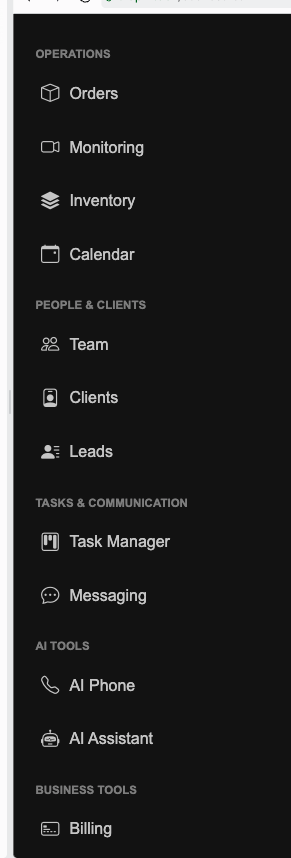 OPERATIONS
Orders
Monitoring
Inventory
Calendar
PEOPLE & CLIENTS
Team
Clients
Leads
TASKS & COMMUNICATION
Task Manager
Messaging
AI TOOLS
AI Phone
AI Assistant
BUSINESS TOOLS
Billing